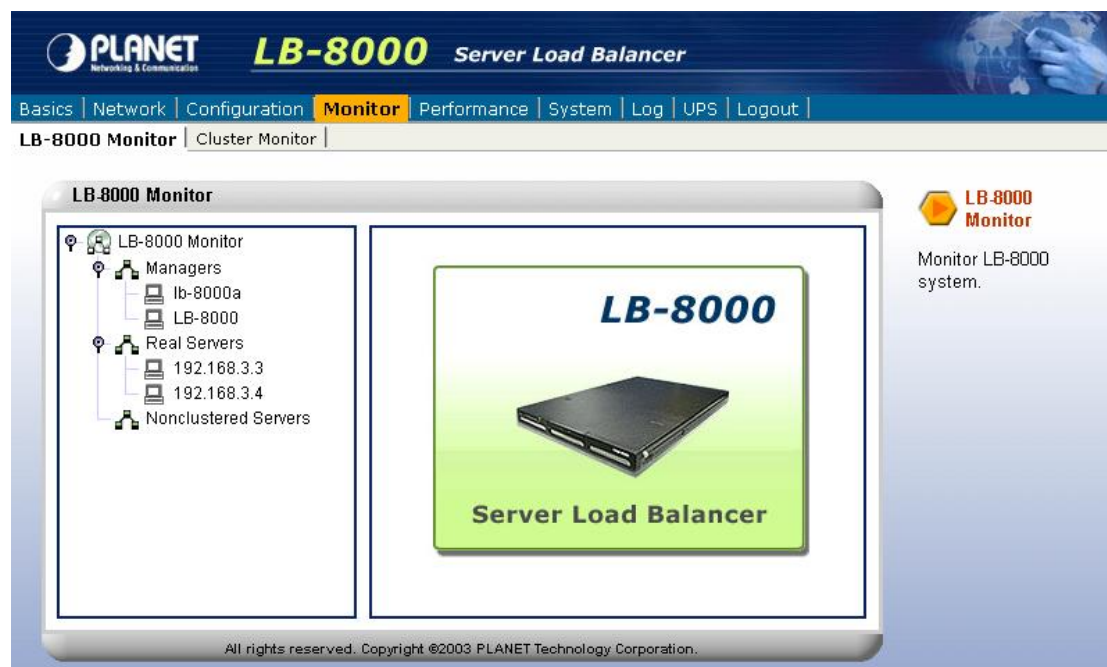 PLANET
Networking & Communication
LB-8000 Server Load Balancer
Basics | Network | Configuration | Monitor | Performance | System | Log | UPS | Logout |
LB-8000 Monitor | Cluster Monitor |
LB-8000 Monitor
LB-8000 Monitor
Managers
lb-8000a
LB-8000
Real Servers
192.168.3.3
192.168.3.4
Nonclustered Servers
LB-8000
Server Load Balancer
LB-8000
Monitor
Monitor LB-8000
system.
All rights reserved. Copyright ©2003 PLANET Technology Corporation.